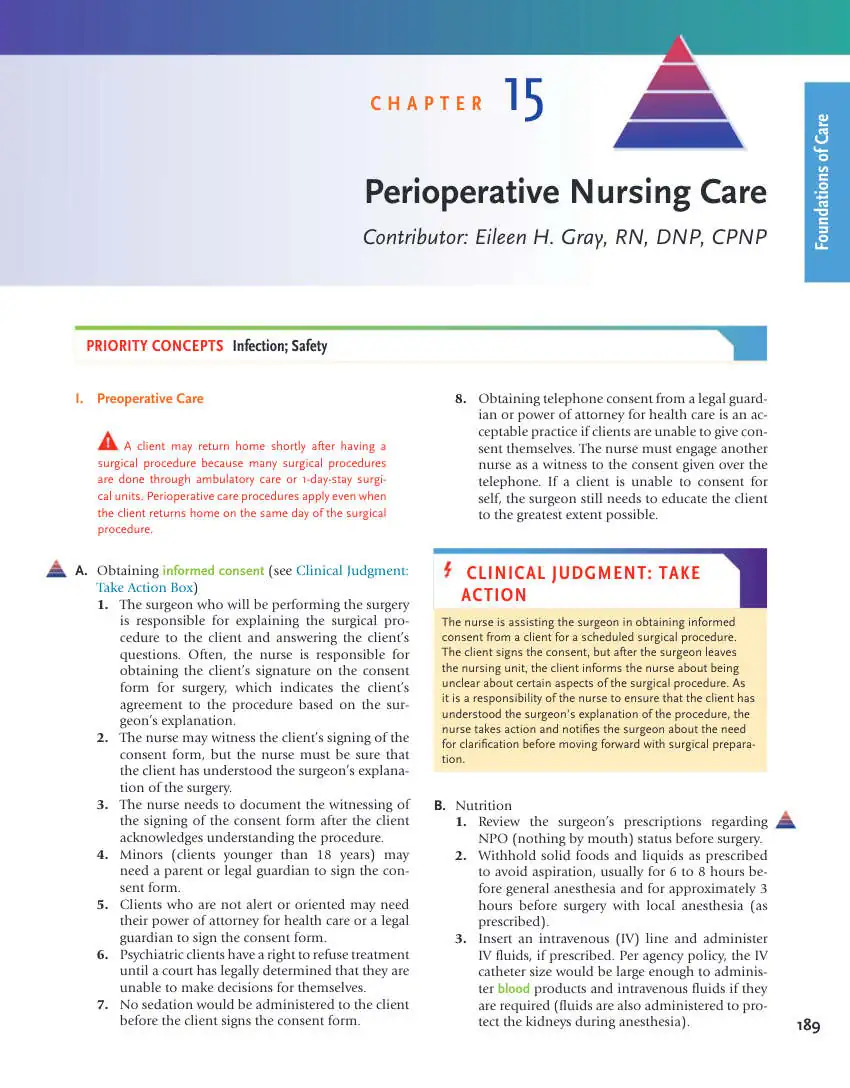 CHAPTER 15
Perioperative Nursing Care
Contributor: Eileen H. Gray, RN, DNP, CPNP
Foundations of Care
PRIORITY CONCEPTS Infection; Safety
I. Preoperative Care
A client may return home shortly after having a
surgical procedure because many surgical procedures
are done through ambulatory care or 1-day-stay surgi-
cal units. Perioperative care procedures apply even when
the client returns home on the same day of the surgical
procedure.
A. Obtaining informed consent (see Clinical Judgment:
Take Action Box)
1. The surgeon who will be performing the surgery
is responsible for explaining the surgical pro-
cedure to the client and answering the client's
questions. Often, the nurse is responsible for
obtaining the client's signature on the consent
form for surgery, which indicates the client's
agreement to the procedure based on the sur-
geon's explanation.
2. The nurse may witness the client's signing of the
consent form, but the nurse must be sure that
the client has understood the surgeon's explana-
tion of the surgery.
3. The nurse needs to document the witnessing of
the signing of the consent form after the client
acknowledges understanding the procedure.
4. Minors (clients younger than 18 years) may
need a parent or legal guardian to sign the con-
sent form.
5. Clients who are not alert or oriented may need
their power of attorney for health care or a legal
guardian to sign the consent form.
6. Psychiatric clients have a right to refuse treatment
until a court has legally determined that they are
unable to make decisions for themselves.
7. No sedation would be administered to the client
before the client signs the consent form.
8. Obtaining telephone consent from a legal guard-
ian or power of attorney for health care is an ac-
ceptable practice if clients are unable to give con-
sent themselves. The nurse must engage another
nurse as a witness to the consent given over the
telephone. If a client is unable to consent for
self, the surgeon still needs to educate the client
to the greatest extent possible.
CLINICAL JUDGMENT: TAKE
ACTION
The nurse is assisting the surgeon in obtaining informed
consent from a client for a scheduled surgical procedure.
The client signs the consent, but after the surgeon leaves
the nursing unit, the client informs the nurse about being
unclear about certain aspects of the surgical procedure. As
it is a responsibility of the nurse to ensure that the client has
understood the surgeon's explanation of the procedure, the
nurse takes action and notifies the surgeon about the need
for clarification before moving forward with surgical prepara-
tion.
B. Nutrition
1. Review the surgeon's prescriptions regarding
NPO (nothing by mouth) status before surgery.
2. Withhold solid foods and liquids as prescribed
to avoid aspiration, usually for 6 to 8 hours be-
fore general anesthesia and for approximately 3
hours before surgery with local anesthesia (as
prescribed).
3. Insert an intravenous (IV) line and administer
IV fluids, if prescribed. Per agency policy, the IV
catheter size would be large enough to adminis-
ter blood products and intravenous fluids if they
are required (fluids are also administered to pro-
tect the kidneys during anesthesia).
189